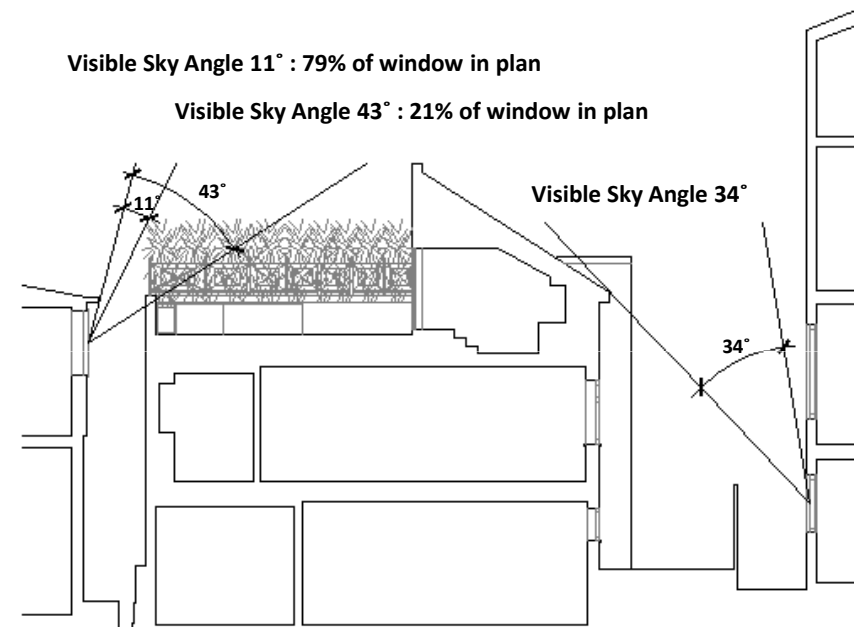 Visible Sky Angle 11˚ : 79% of window in plan
Visible Sky Angle 43˚ : 21% of window in plan
43˚
11˚
Visible Sky Angle 34˚
34˚